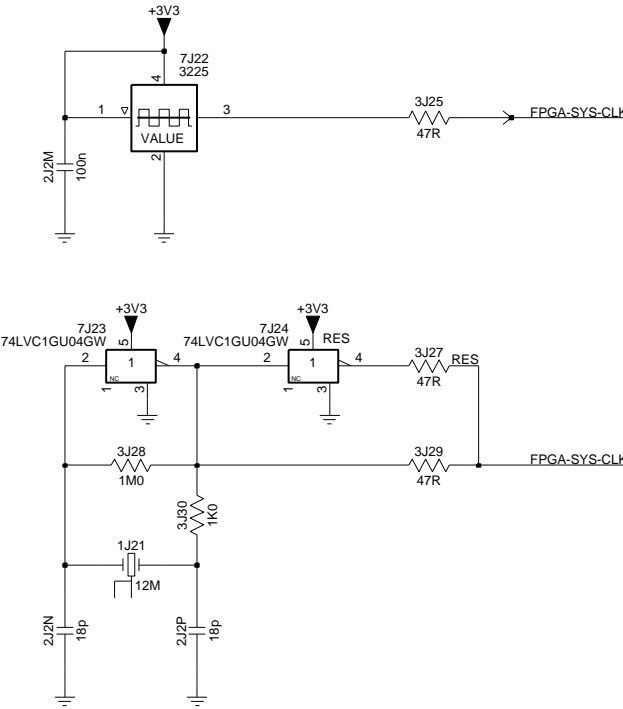 +3V3
7J22
3225
4
1
3
VALUE
2
2J2M
100n
3J25
47R
FPGA-SYS-CLK
+3V3
7J23
74LVC1GU04GW
5
2
1
4
NC
1
3
+3V3
7J24
74LVC1GU04GW
5
RES
2
1
4
NC
1
3
3J27
RES
47R
3J28
1M0
3J29
47R
FPGA-SYS-CLK
3J30
1K0
1J21
12M
2J2N
18p
2J2P
18p